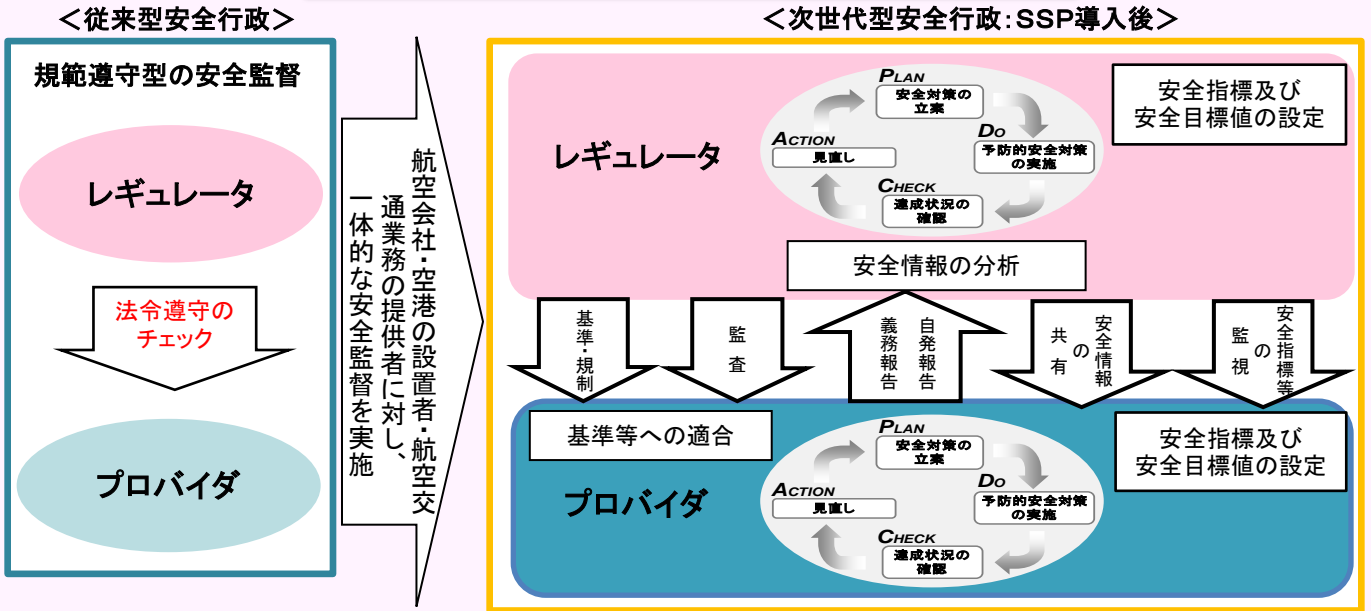 ＜従来型安全行政＞
規範遵守型の安全監督
レギュレータ
法令遵守の
チェック
プロバイダ
航空会社・空港の設置者・航空交
通業務の提供者に対し、
一体的な安全監督を実施
＜次世代型安全行政：ＳＳＰ導入後＞
レギュレータ
PLAN
安全対策の
立案
DO
予防的安全対策
の実施
CHECK
達成状況の
確認
ACTION
見直し
安全指標及び
安全目標値の設定
安全情報の分析
基準・規制
監査
自発報告
義務報告
安全情報
の
共有
安全指標等
の
監視
基準等への適合
プロバイダ
PLAN
安全対策の
立案
DO
予防的安全対策
の実施
CHECK
達成状況の
確認
ACTION
見直し
安全指標及び
安全目標値の設定